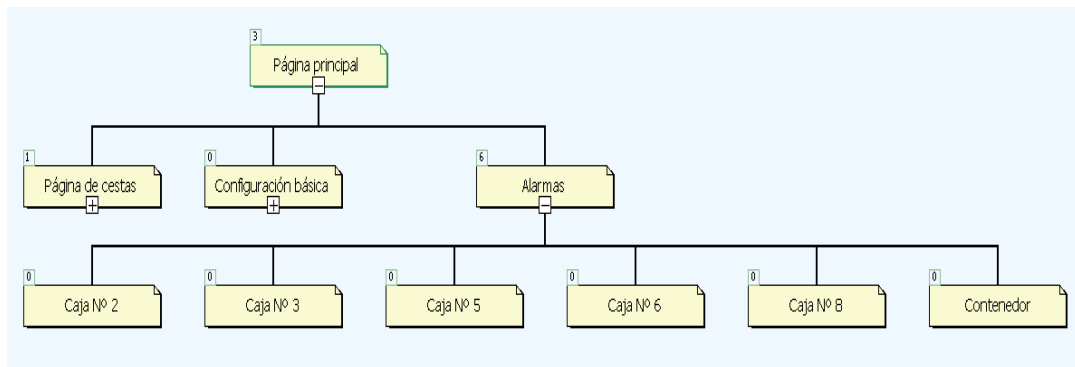 3
Página principal
1
Página de cestas
0
Configuración básica
6
Alarmas
0
Caja Nº 2
0
Caja Nº 3
0
Caja Nº 5
0
Caja Nº 6
0
Caja Nº 8
0
Contenedor